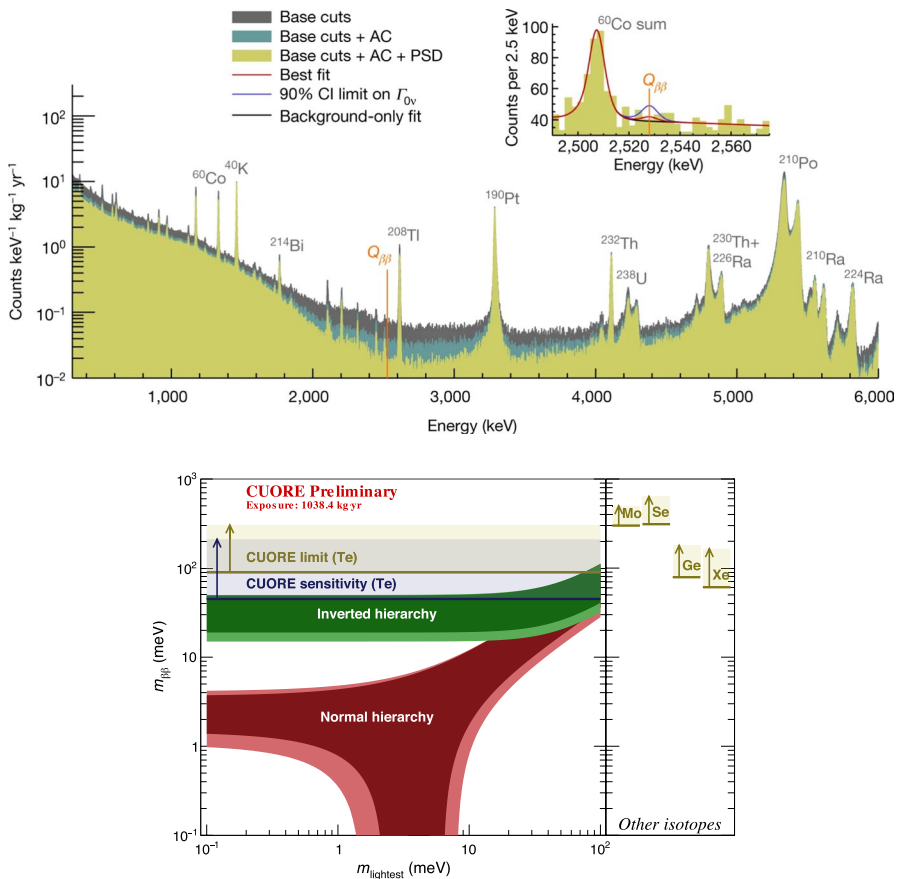 Base cuts
Base cuts + AC
Base cuts + AC + PSD
Best fit
90% CI limit on Γ0ν
Background-only fit
Counts per 2.5 keV
100
80
60
40
60Co sum
Qββ
2,500 2,520 2,540 2,560
Energy (keV)
Counts keV−1 kg−1 yr−1
10²
10¹
10⁰
10−1
10−2
60Co
40K
214Bi
Qββ
208Tl
190Pt
232Th
238U
230Th+
226Ra
210Po
210Ra
224Ra
1,000 2,000 3,000 4,000 5,000 6,000
Energy (keV)
mββ (meV)
10³
10²
10
1
10−1
CUORE Preliminary
Exposure: 1038.4 kg yr
CUORE limit (Te)
CUORE sensitivity (Te)
Inverted hierarchy
Normal hierarchy
Mo Se
Ge Xe
Other isotopes
10−1 1 10 10²
mlightest (meV)